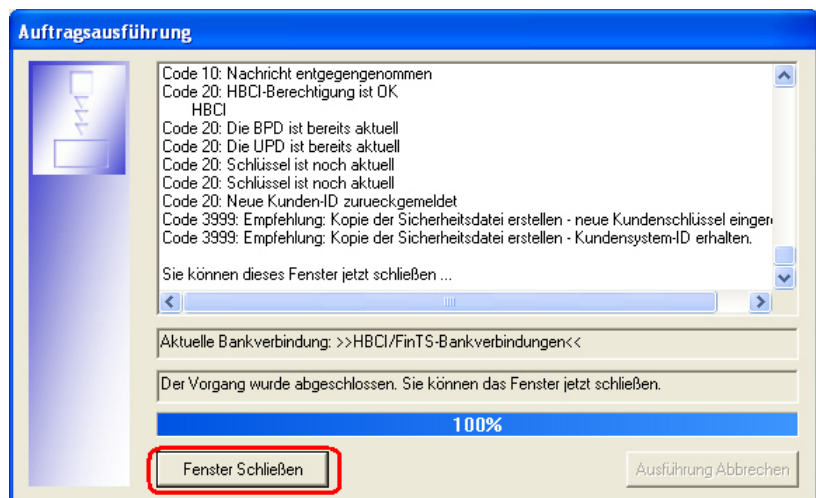 Auftragsausführung
Code 10: Nachricht entgegengenommen
Code 20: HBCI-Berechtigung ist OK
HBCI
Code 20: Die BPD ist bereits aktuell
Code 20: Die UPD ist bereits aktuell
Code 20: Schlüssel ist noch aktuell
Code 20: Schlüssel ist noch aktuell
Code 20: Neue Kunden-ID zurueckgemeldet
Code 3999: Empfehlung: Kopie der Sicherheitsdatei erstellen - neue Kundenschlüssel einger
Code 3999: Empfehlung: Kopie der Sicherheitsdatei erstellen - Kundensystem-ID erhalten.
Sie können dieses Fenster jetzt schließen ...
Aktuelle Bankverbindung: >>HBCI/FinTS-Bankverbindungen<<
Der Vorgang wurde abgeschlossen. Sie können das Fenster jetzt schließen.
100%
Fenster Schließen
Ausführung Abbrechen